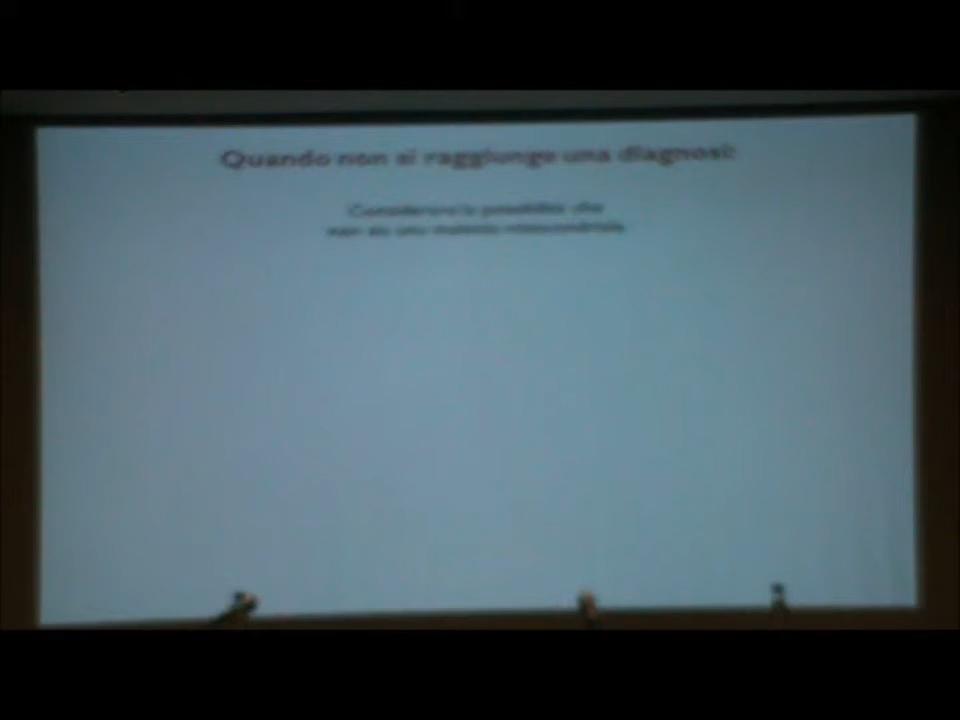 Quando non si raggiunge una diagnosi:
Considerare la possibilità che
non sia una malattia mitocondriale